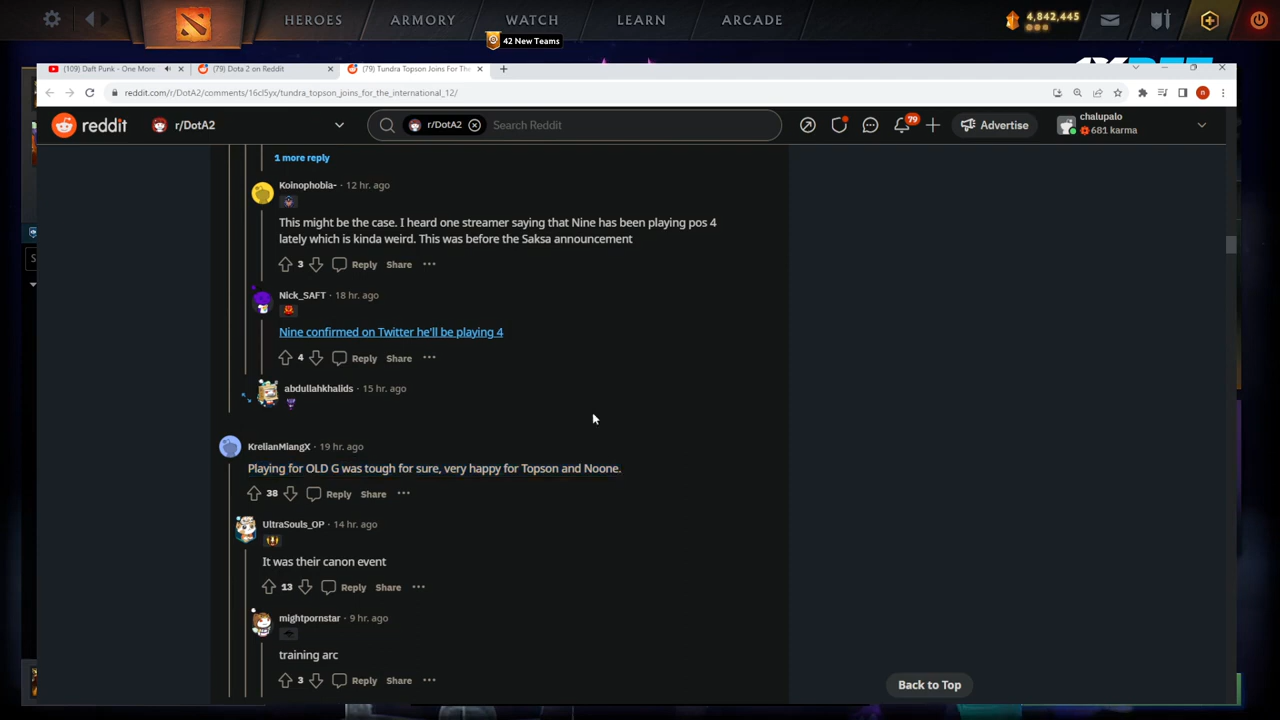 HEROES
ARMORY
WATCH
LEARN
ARCADE
4,842,445
42 New Teams
(109) Daft Punk - One More
(79) Dota 2 on Reddit
(79) Tundra Topson Joins For The
reddit.com/r/DotA2/comments/16cl5yx/tundra_topson_joins_for_the_international_12/
reddit
r/DotA2
r/DotA2
Search Reddit
79
Advertise
chalupalo
681 karma
1 more reply
Koinophobia- · 12 hr. ago
This might be the case. I heard one streamer saying that Nine has been playing pos 4
lately which is kinda weird. This was before the Saksa announcement
3 Reply Share ···
Nick_SAFT · 18 hr. ago
Nine confirmed on Twitter he'll be playing 4
4 Reply Share ···
abdullahkhalids · 15 hr. ago
KrelianMiangX · 19 hr. ago
Playing for OLD G was tough for sure, very happy for Topson and Noone.
38 Reply Share ···
UltraSouls_OP · 14 hr. ago
It was their canon event
13 Reply Share ···
mightpornstar · 9 hr. ago
training arc
3 Reply Share ···
Back to Top